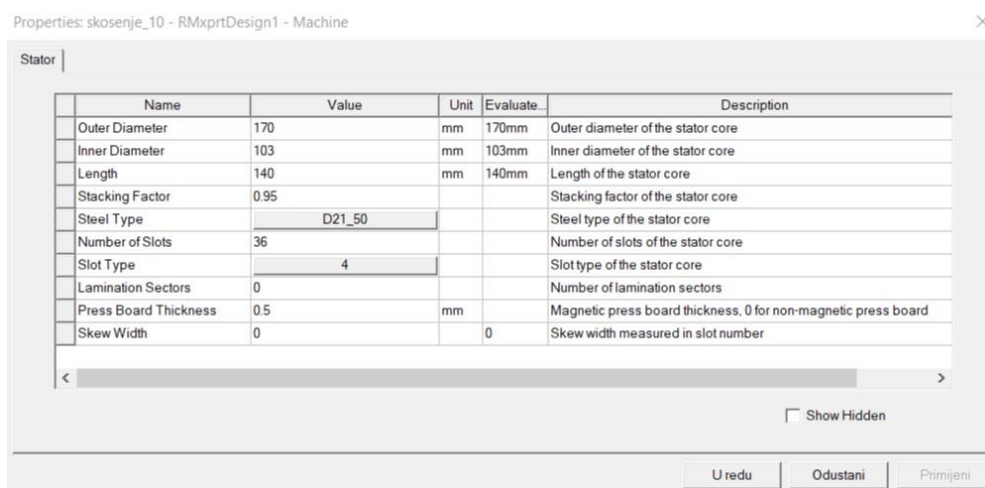 Properties: skosenje_10 - RMxprtDesign1 - Machine
Stator
Name Value Unit Evaluate... Description
Outer Diameter 170 mm 170mm Outer diameter of the stator core
Inner Diameter 103 mm 103mm Inner diameter of the stator core
Length 140 mm 140mm Length of the stator core
Stacking Factor 0.95 Stacking factor of the stator core
Steel Type D21_50 Steel type of the stator core
Number of Slots 36 Number of slots of the stator core
Slot Type 4 Slot type of the stator core
Lamination Sectors 0 Number of lamination sectors
Press Board Thickness 0.5 mm Magnetic press board thickness, 0 for non-magnetic press board
Skew Width 0 0 Skew width measured in slot number
Show Hidden
U redu Odustani Primijeni